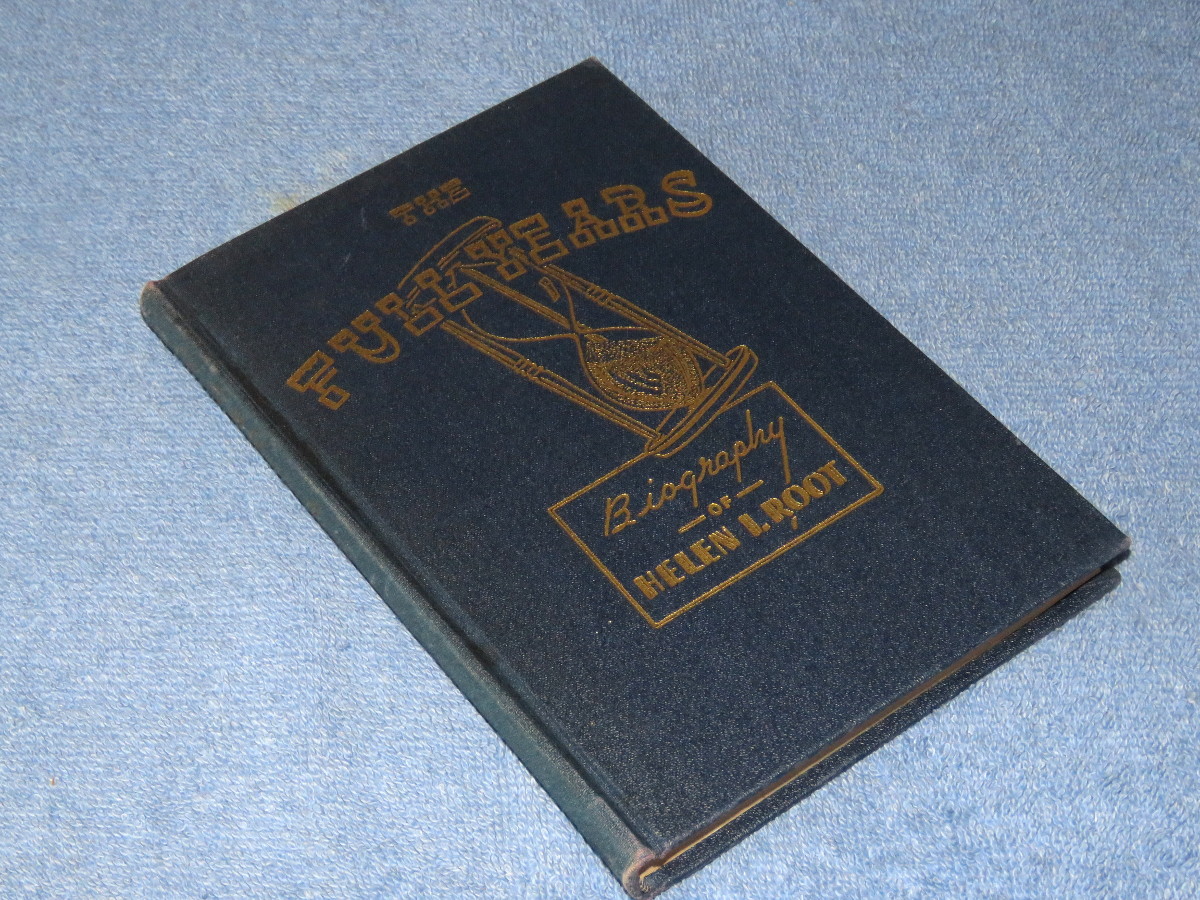 THE
FULL YEARS
Biography
— OF —
HELEN I. ROOT